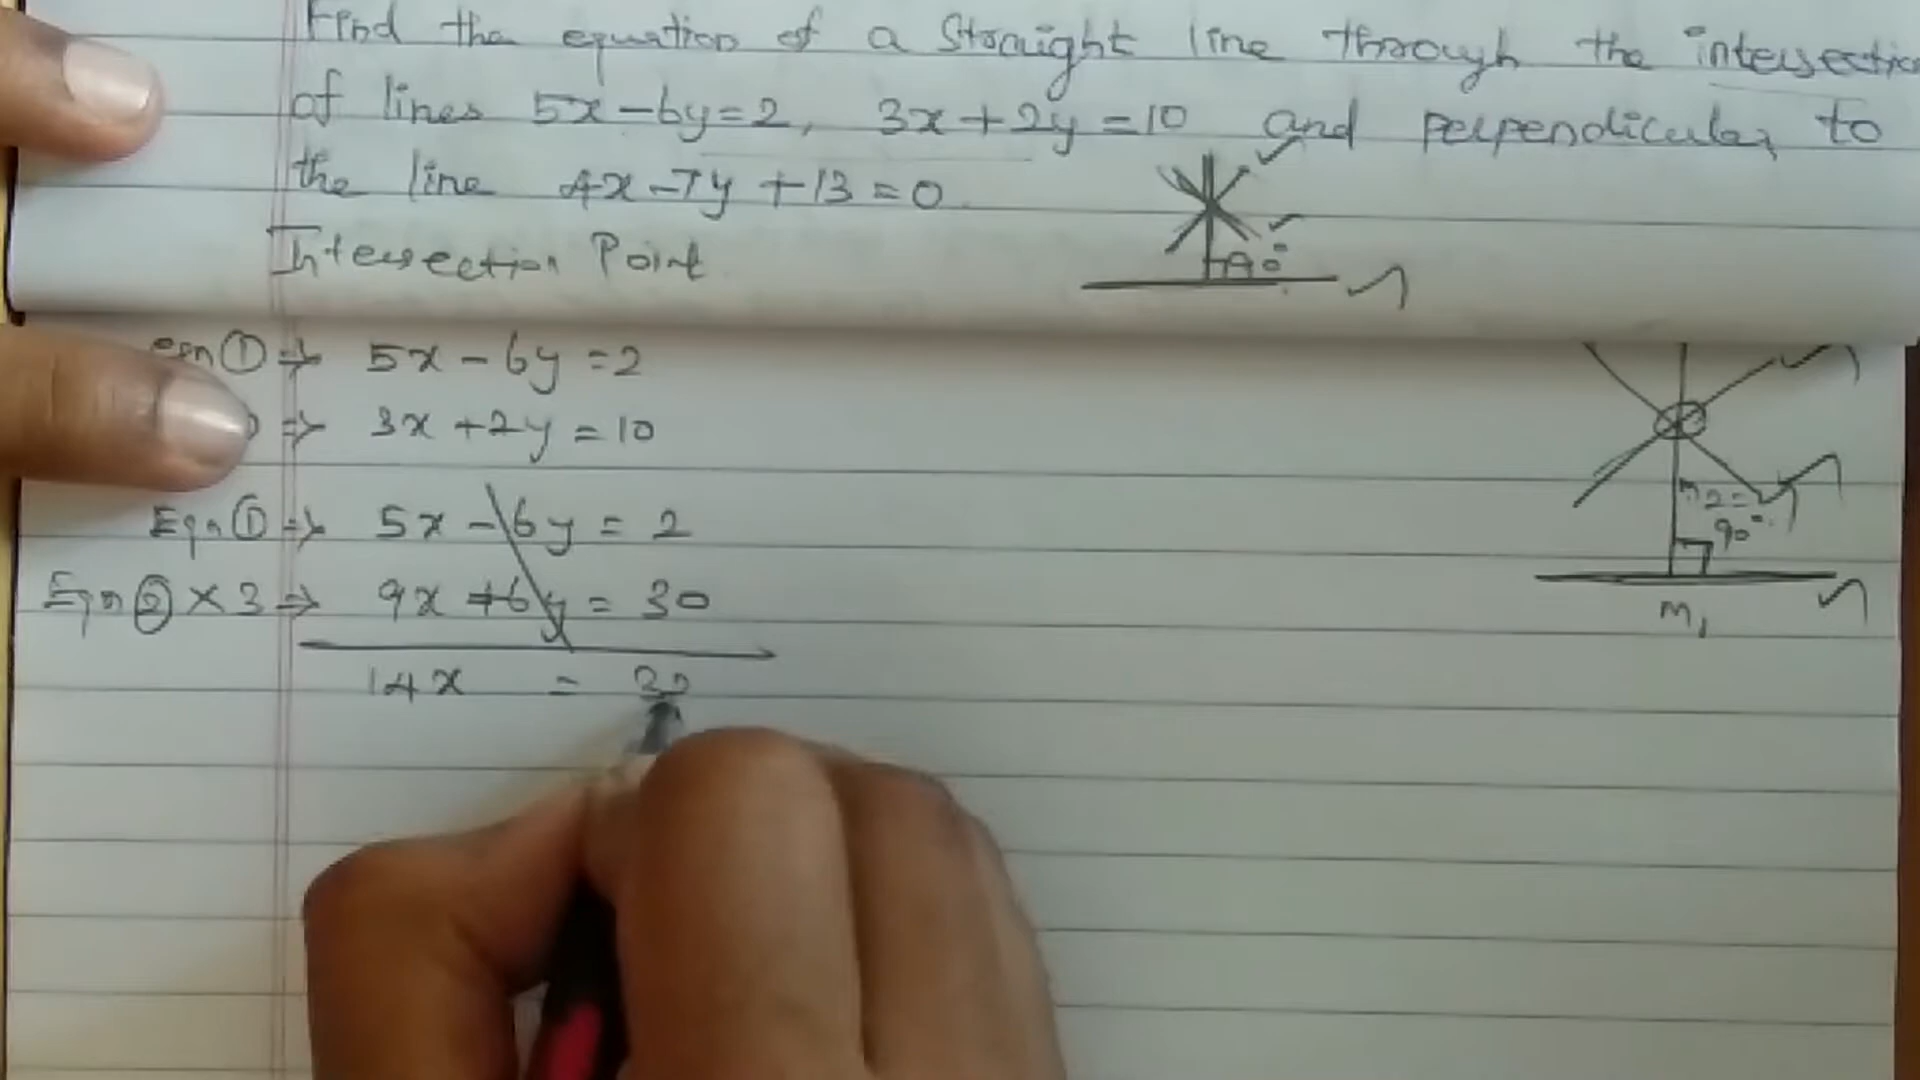 Find the equation of a straight line through the intersection
of lines 5x-6y=2, 3x+2y=10 and perpendicular to
the line 4x-7y+13=0.
90°
Intersection Point
eqn ① ⇒ 5x-6y=2
⇒ 3x+2y=10
Eqn ① ⇒ 5x-6y=2
m2=
90°
Eqn ② × 3 ⇒ 9x+6y=30
m1
14x = 32